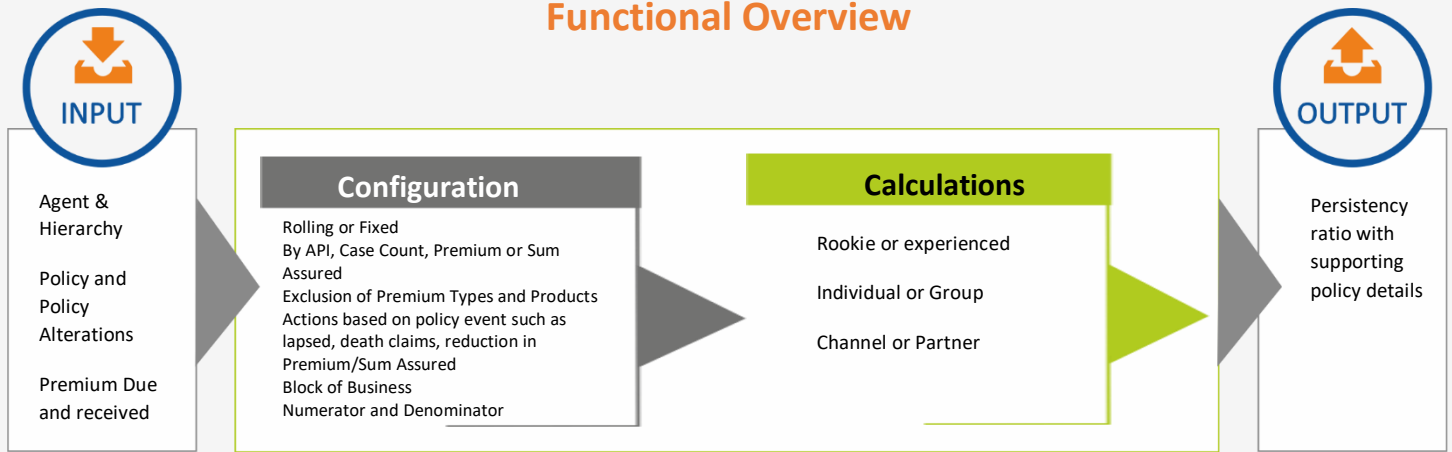 Functional Overview
INPUT
Agent &
Hierarchy
Policy and
Policy
Alterations
Premium Due
and received
Configuration
Rolling or Fixed
By API, Case Count, Premium or Sum
Assured
Exclusion of Premium Types and Products
Actions based on policy event such as
lapsed, death claims, reduction in
Premium/Sum Assured
Block of Business
Numerator and Denominator
Calculations
Rookie or experienced
Individual or Group
Channel or Partner
OUTPUT
Persistency
ratio with
supporting
policy details